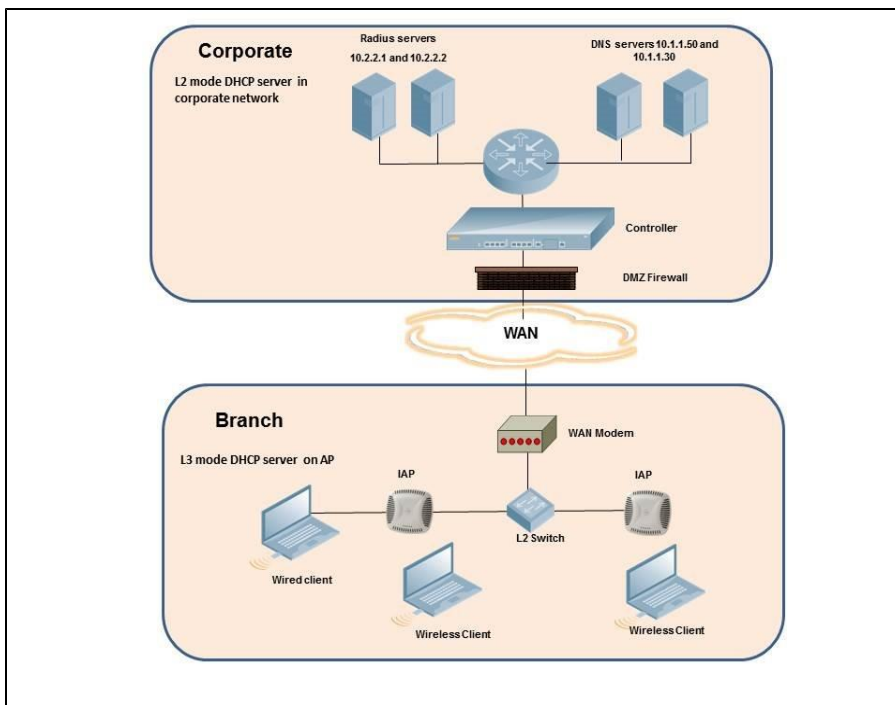 Corporate
L2 mode DHCP server in
corporate network
Radius servers
10.2.2.1 and 10.2.2.2
DNS servers 10.1.1.50 and
10.1.1.30
Controller
DMZ Firewall
WAN
Branch
L3 mode DHCP server on AP
WAN Modem
IAP
IAP
L2 Switch
Wired client
Wireless Client
Wireless Client